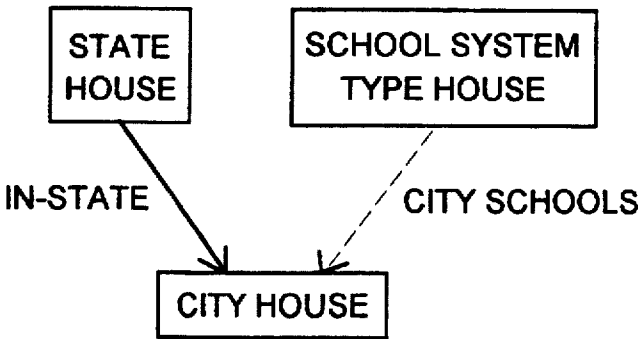 STATE
HOUSE
SCHOOL SYSTEM
TYPE HOUSE
IN-STATE
CITY SCHOOLS
CITY HOUSE